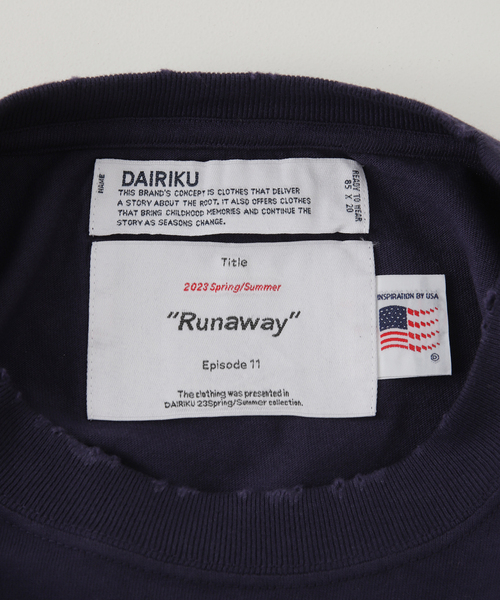 NAME
DAIRIKU
THIS BRAND'S CONCEPT IS CLOTHES THAT DELIVER
A STORY ABOUT THE ROOT. IT ALSO OFFERS CLOTHES
THAT BRING CHILDHOOD MEMORIES AND CONTINUE THE
STORY AS SEASONS CHANGE.
READY TO WEAR
85 X 20
Title
2023 Spring/Summer
"Runaway"
Episode 11
The clothing was presented in
DAIRIKU 23Spring/Summer collection.
INSPIRATION BY USA
®